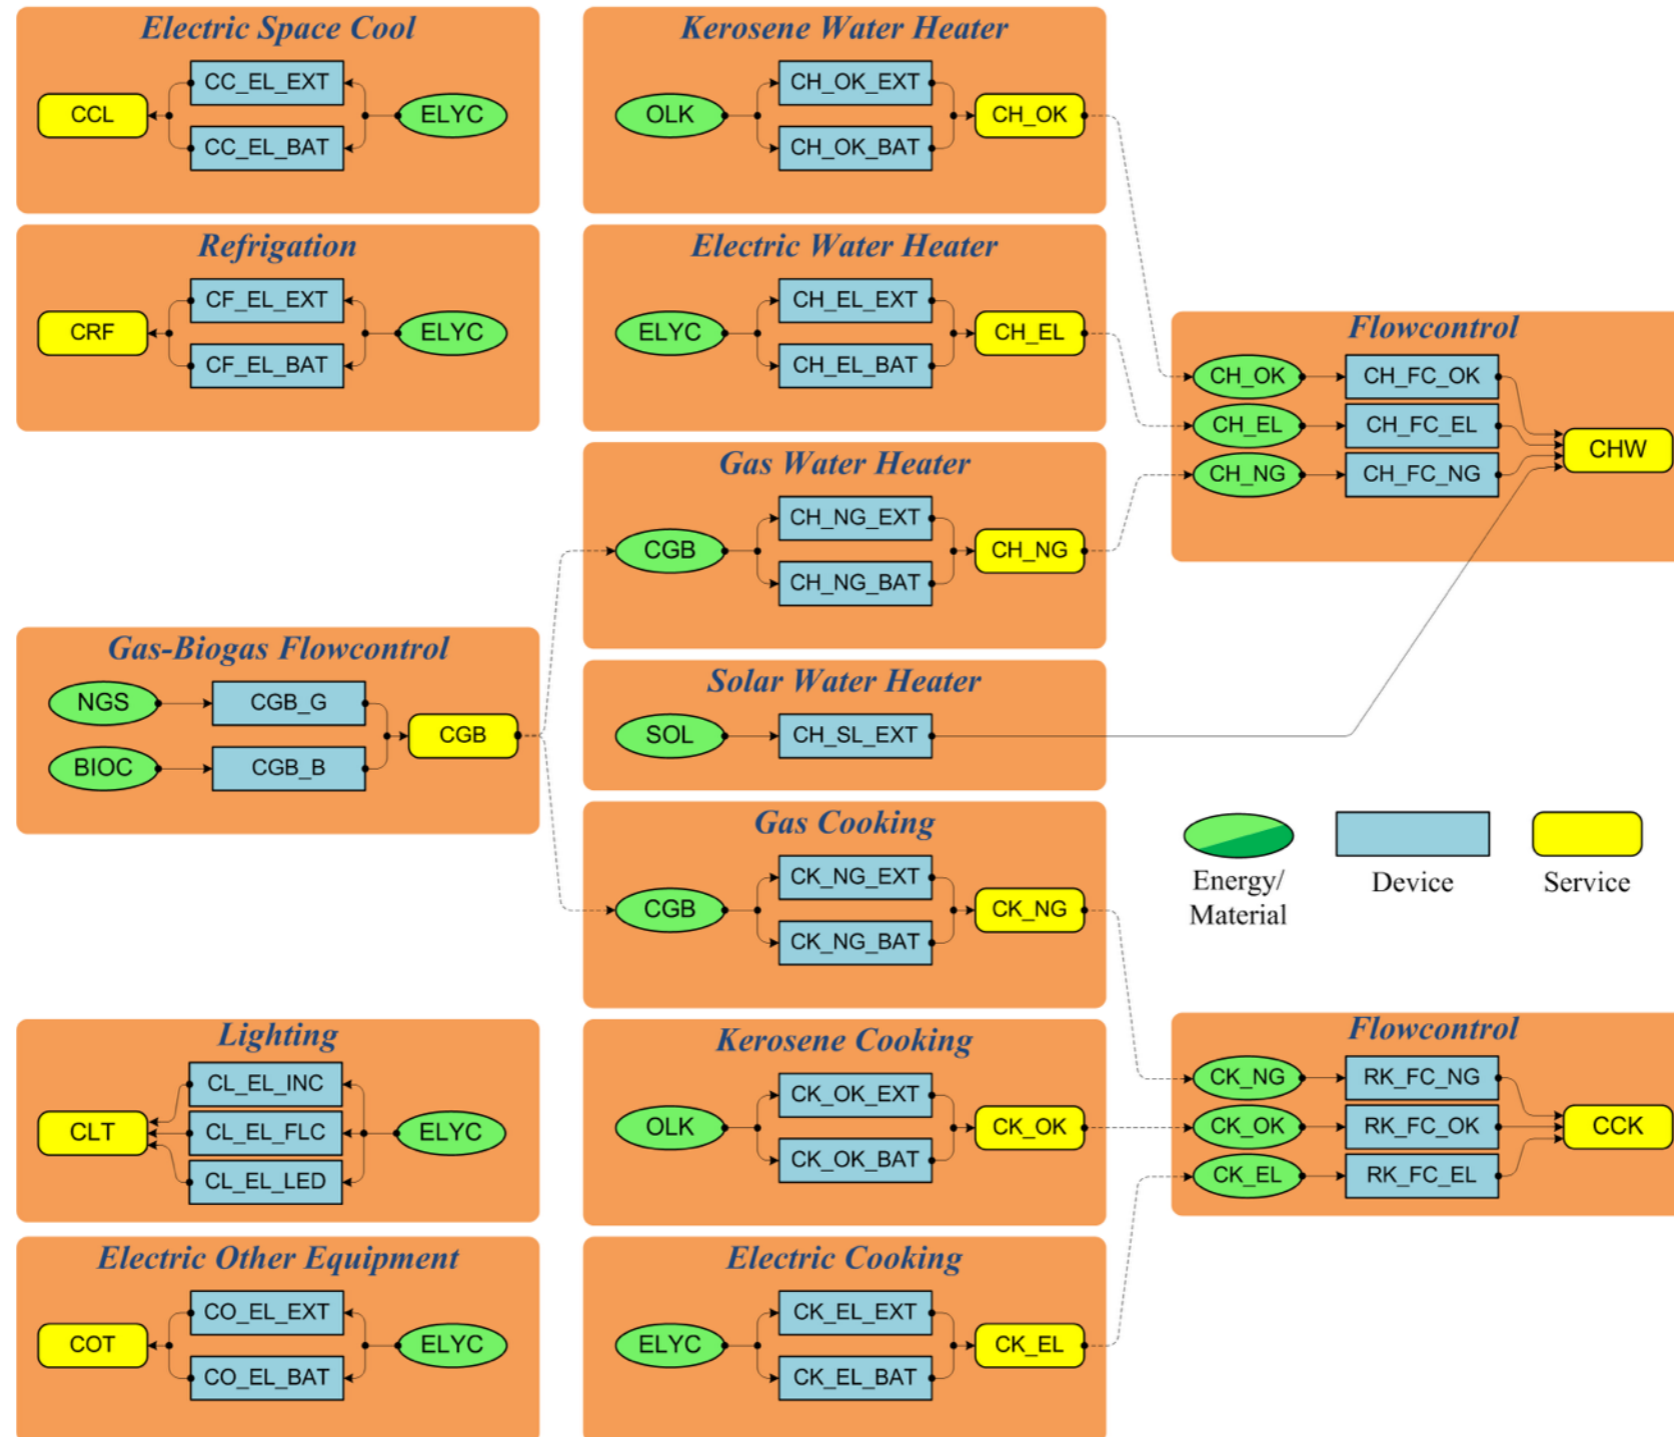 Electric Space Cool
CC_EL_EXT
CCL
ELYC
CC_EL_BAT
Refrigation
CF_EL_EXT
CRF
ELYC
CF_EL_BAT
Gas-Biogas Flowcontrol
NGS
CGB_G
CGB
BIOC
CGB_B
Lighting
CL_EL_INC
CLT
CL_EL_FLC
ELYC
CL_EL_LED
Electric Other Equipment
CO_EL_EXT
COT
ELYC
CO_EL_BAT
Kerosene Water Heater
CH_OK_EXT
OLK
CH_OK
CH_OK_BAT
Electric Water Heater
CH_EL_EXT
ELYC
CH_EL
CH_EL_BAT
Gas Water Heater
CH_NG_EXT
CGB
CH_NG
CH_NG_BAT
Solar Water Heater
SOL
CH_SL_EXT
Gas Cooking
CK_NG_EXT
CGB
CK_NG
CK_NG_BAT
Kerosene Cooking
CK_OK_EXT
OLK
CK_OK
CK_OK_BAT
Electric Cooking
CK_EL_EXT
ELYC
CK_EL
CK_EL_BAT
Flowcontrol
CH_OK
CH_FC_OK
CH_EL
CH_FC_EL
CHW
CH_NG
CH_FC_NG
Energy/
Material
Device
Service
Flowcontrol
CK_NG
RK_FC_NG
CK_OK
RK_FC_OK
CCK
CK_EL
RK_FC_EL